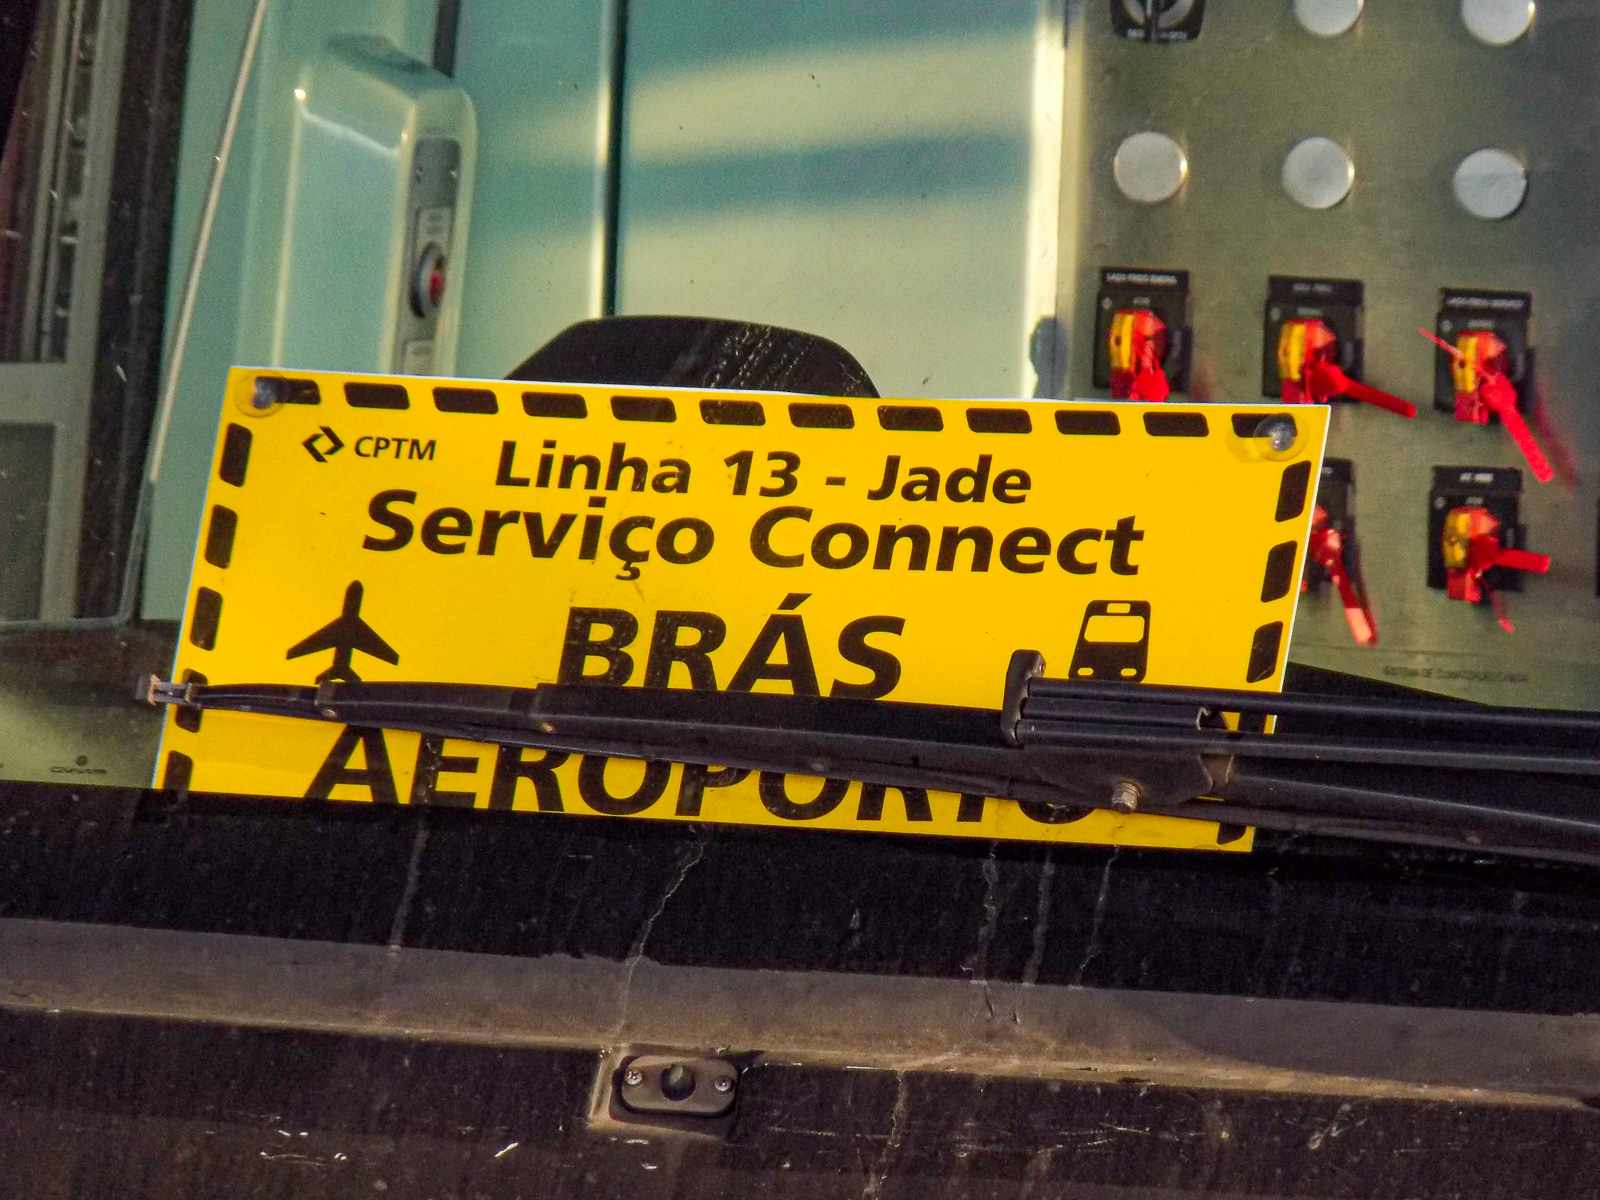 CPTM
Linha 13 - Jade
Serviço Connect
BRÁS
AEROPORTO